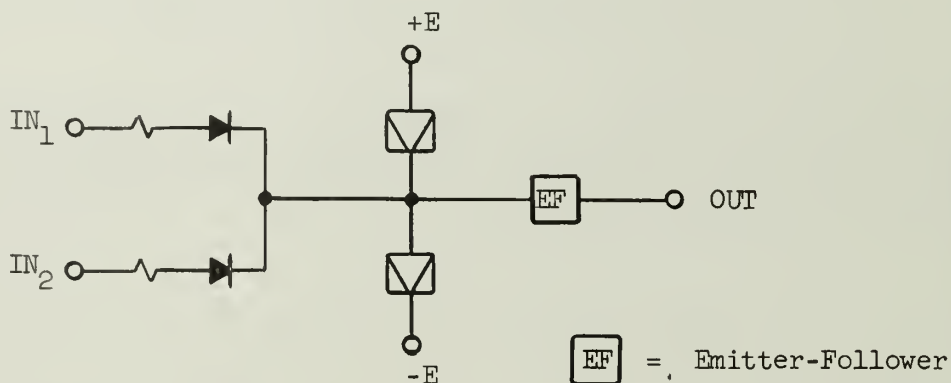 +E
IN1
EF
OUT
IN2
-E
EF = Emitter-Follower